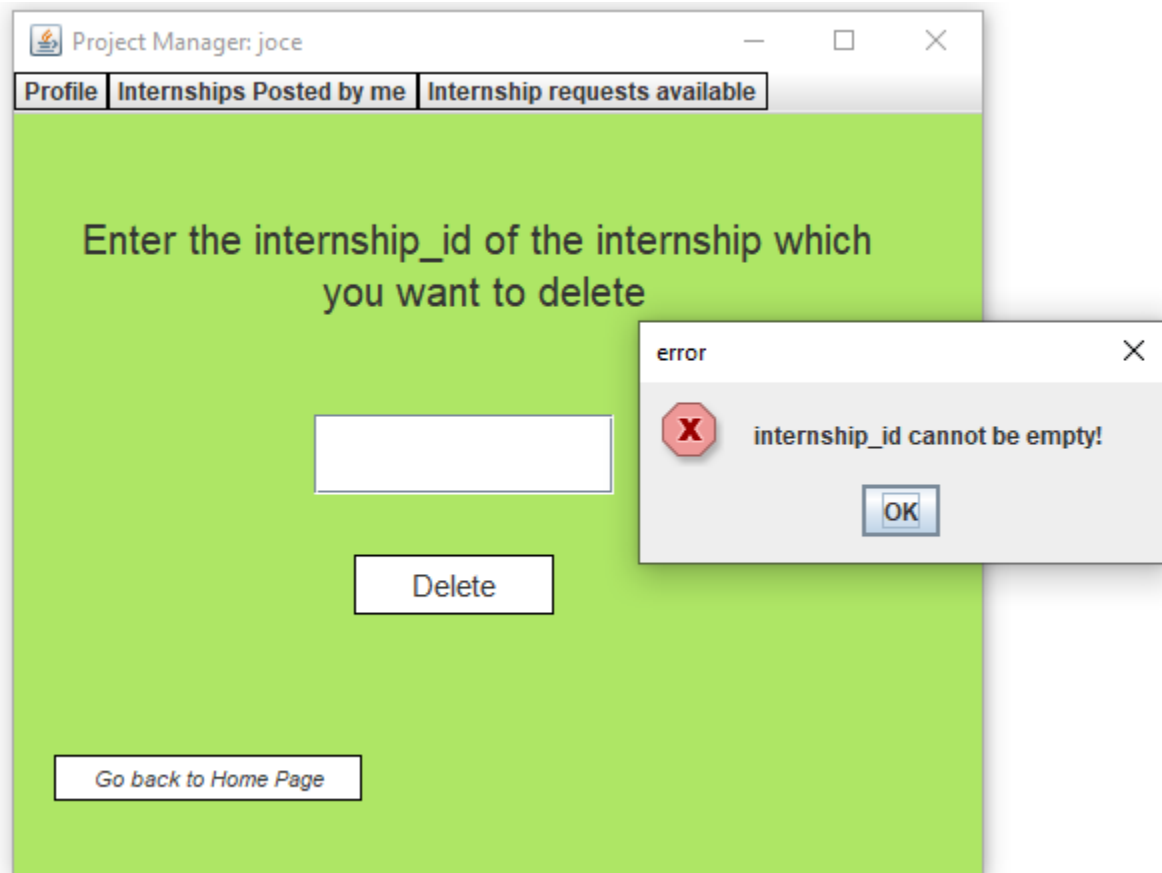 Project Manager: joce
Profile Internships Posted by me Internship requests available
Enter the internship_id of the internship which
you want to delete
error
internship_id cannot be empty!
OK
Delete
Go back to Home Page